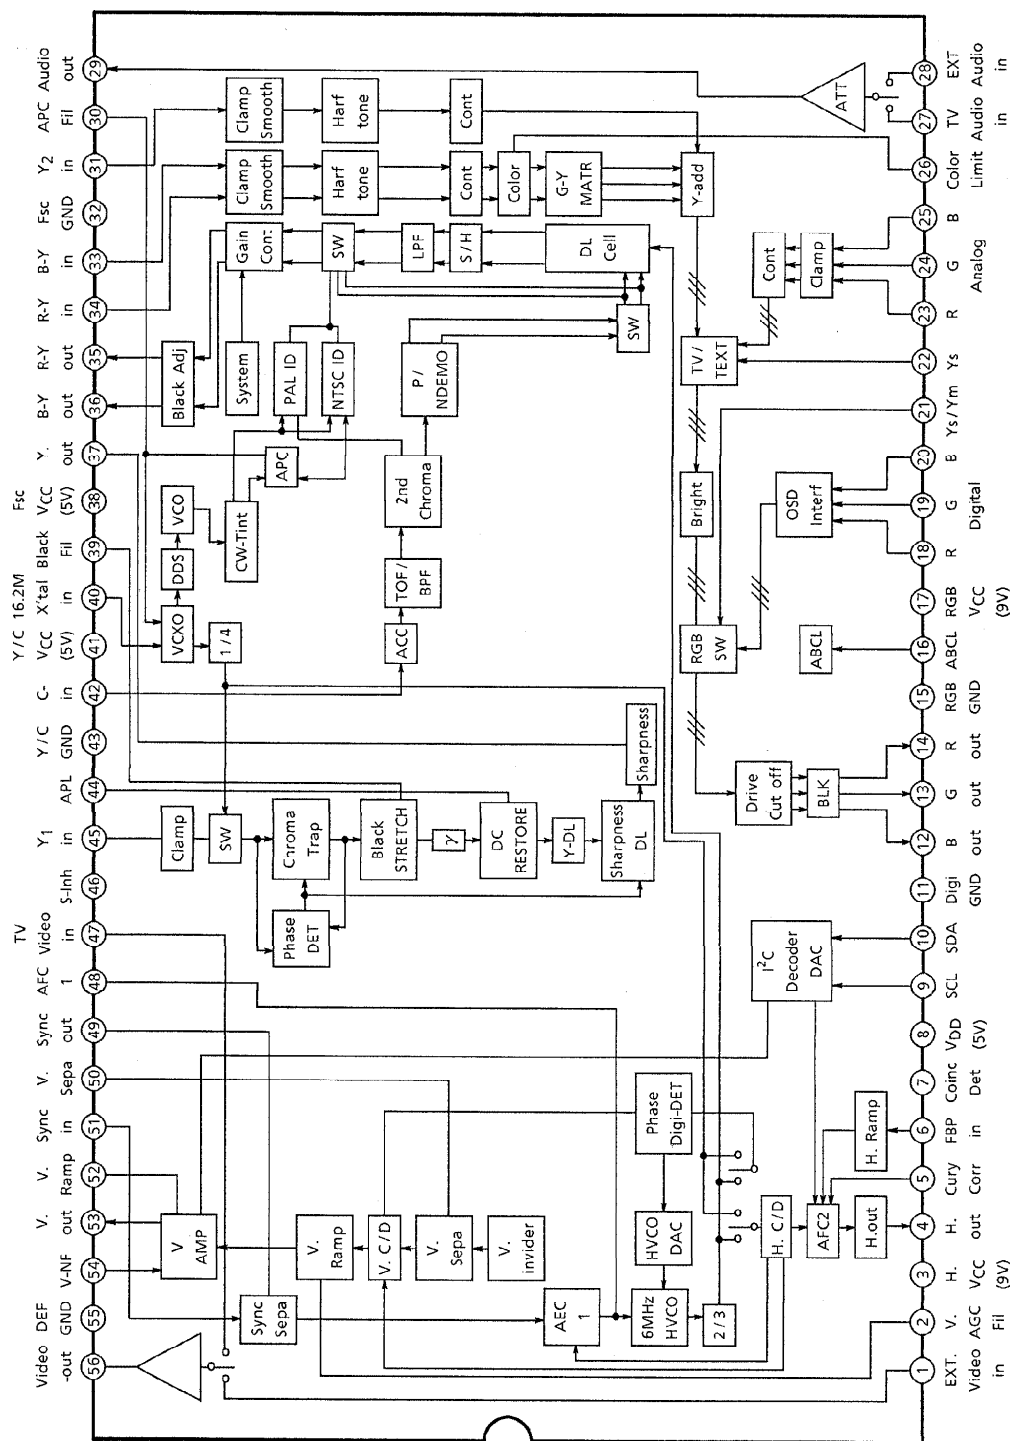 Audio out
29
APC Fil
30
Y2 in
31
Fsc GND
32
B-Y in
33
R-Y in
34
R-Y out
35
B-Y out
36
Y. out
37
Fsc VCC (5V)
38
Black Fil
39
16.2M X'tal in
40
Y/C VCC (5V)
41
C- in
42
Y/C GND
43
APL
44
Y1 in
45
S-Inh
46
TV Video in
47
AFC 1
48
Sync out
49
V. Sepa
50
Sync in
51
V. Ramp
52
V. out
53
V-NF
54
DEF GND
55
Video -out
56
EXT Audio in
28
TV Audio in
27
Color Limit
26
B
25
G
24
R
23
Analog
Ys
22
Ys/Ym
21
B
20
G
19
R
18
Digital
RGB VCC (9V)
17
ABCL
16
RGB GND
15
R out
14
G out
13
B out
12
Digi GND
11
SDA
10
SCL
9
VDD (5V)
8
Coinc Det
7
FBP in
6
Cury Corr
5
H. out
4
H. VCC (9V)
3
V. AGC Fil
2
EXT. Video in
1
ATT
Clamp Smooth
Harf tone
Cont
Clamp Smooth
Harf tone
Cont
Color
G-Y MATR
Y-add
Gain Cont
SW
LPF
S/H
DL Cell
Cont
Clamp
Black Adj
System
PAL ID
NTSC ID
P/ NDEMO
SW
TV/ TEXT
APC
2nd Chroma
VCO
CW-Tint
DDS
VCXO
1/4
TOF/ BPF
ACC
Bright
OSD Interf
RGB SW
ABCL
Sharpness
Drive Cut off
BLK
Clamp
SW
Chroma Trap
Black STRETCH
γ
DC RESTORE
Y-DL
Sharpness DL
Phase DET
I²C Decoder DAC
Phase Digi-DET
H. Ramp
V AMP
V. Ramp
V. C/D
V. Sepa
V. invider
HVCO DAC
H. C/D
AFC2
H.out
Sync Sepa
AEC 1
6MHz HVCO
2/3